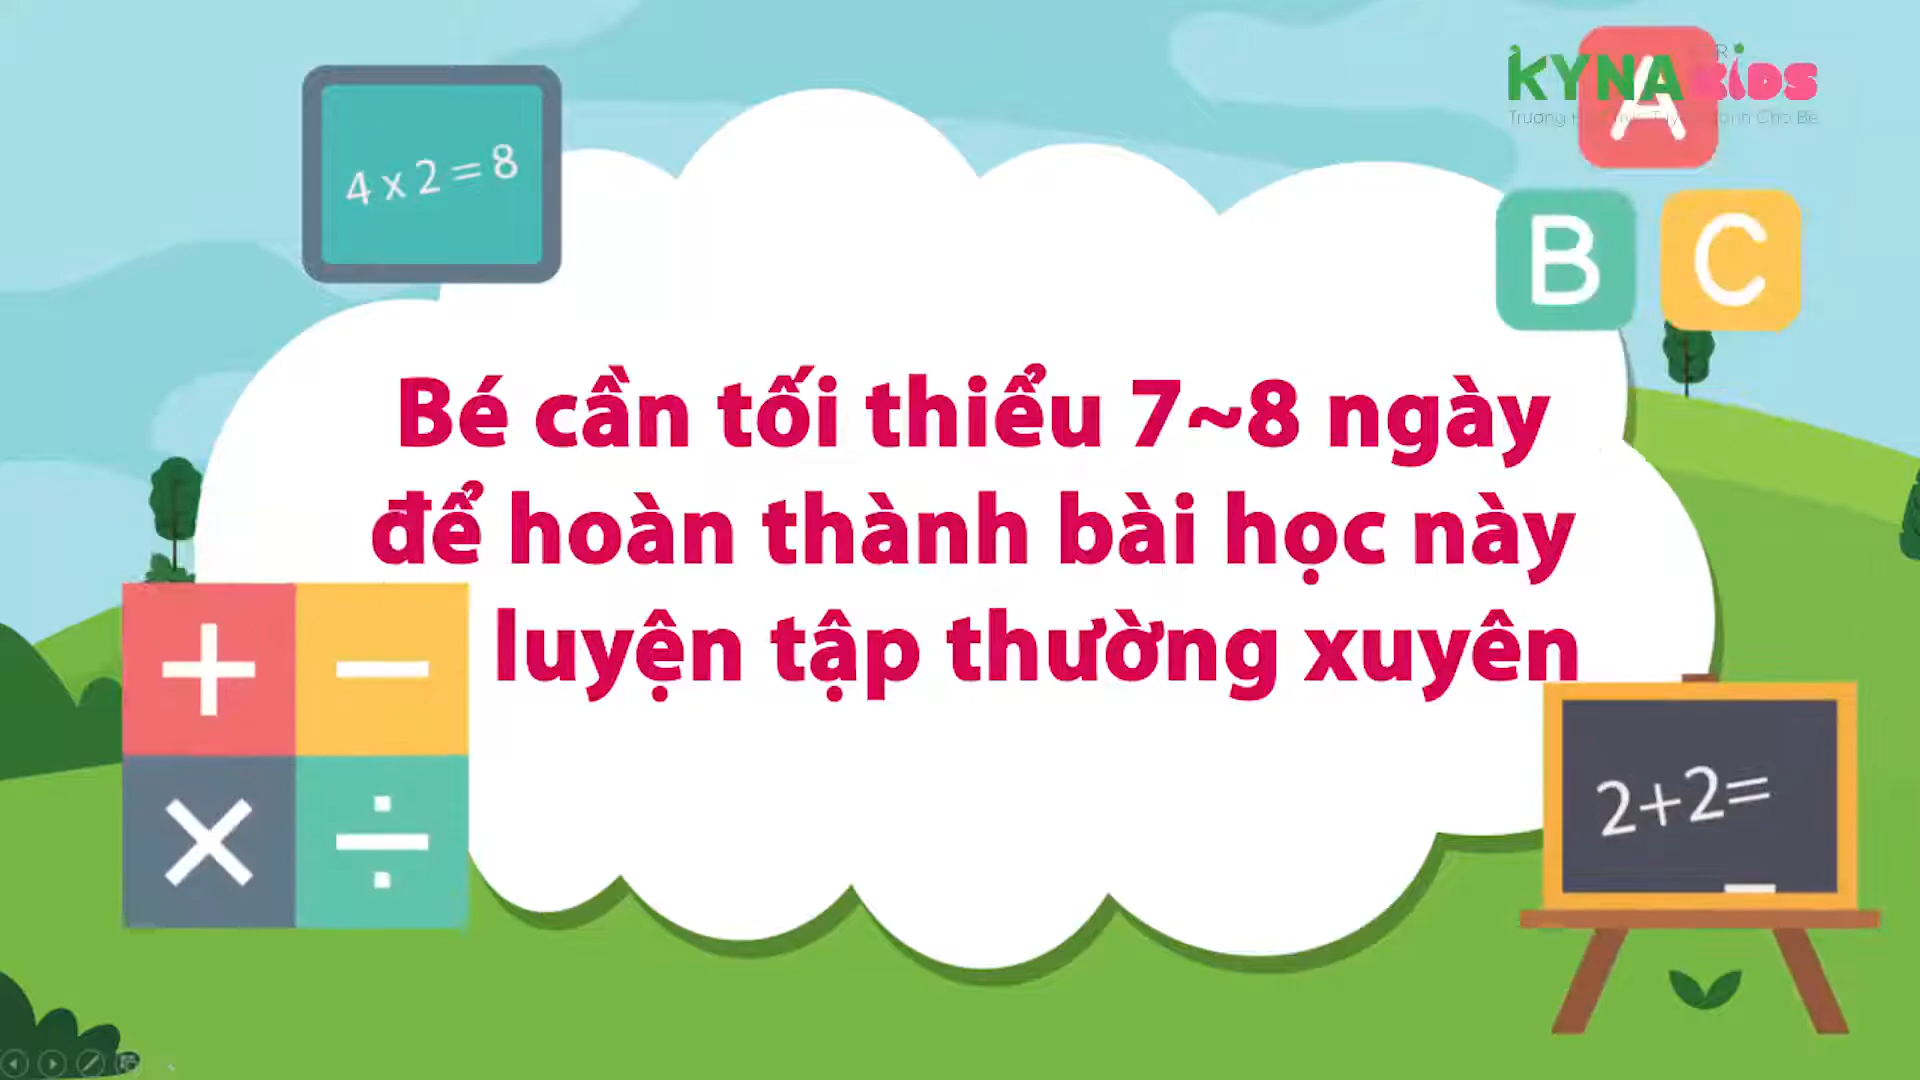 KYNA KIDS
A
4 x 2 = 8
B C
Bé cần tối thiểu 7~8 ngày
để hoàn thành bài học này
luyện tập thường xuyên
+ −
× ÷
2+2=